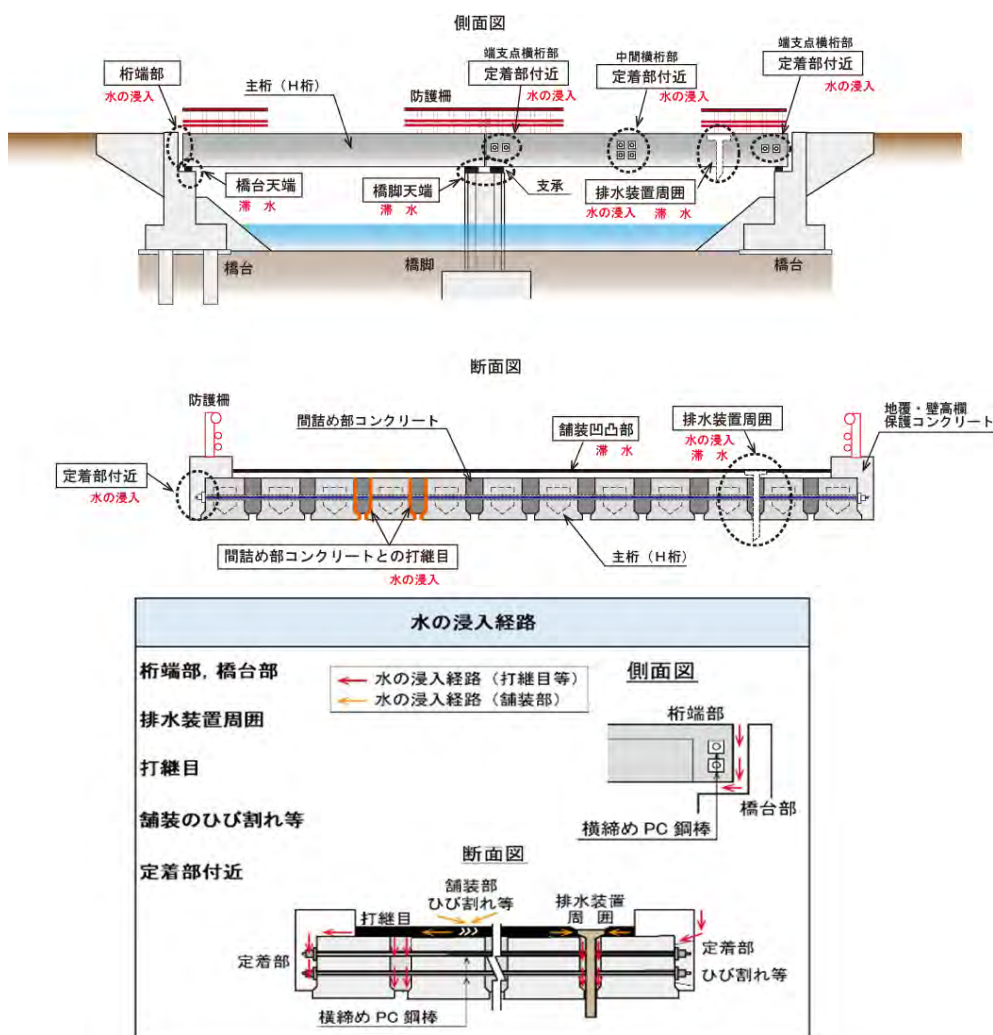 側面図
端支点横桁部
定着部付近
水の浸入
中間横桁部
定着部付近
水の浸入
端支点横桁部
定着部付近
水の浸入
桁端部
水の浸入
主桁（H桁）
防護柵
橋台天端
滞 水
橋脚天端
滞 水
支承
排水装置周囲
水の浸入 滞 水
橋台
橋脚
橋台
断面図
防護柵
間詰め部コンクリート
舗装凹凸部
滞 水
排水装置周囲
水の浸入
滞 水
地覆・壁高欄
保護コンクリート
定着部付近
水の浸入
間詰め部コンクリートとの打継目
水の浸入
主桁（H桁）
水の浸入経路
桁端部，橋台部
水の浸入経路（打継目等）
水の浸入経路（舗装部）
側面図
排水装置周囲
桁端部
打継目
橋台部
舗装のひび割れ等
横締めPC鋼棒
定着部付近
断面図
舗装部
ひび割れ等
打継目
排水装置
周 囲
定着部
定着部
ひび割れ等
横締めPC鋼棒